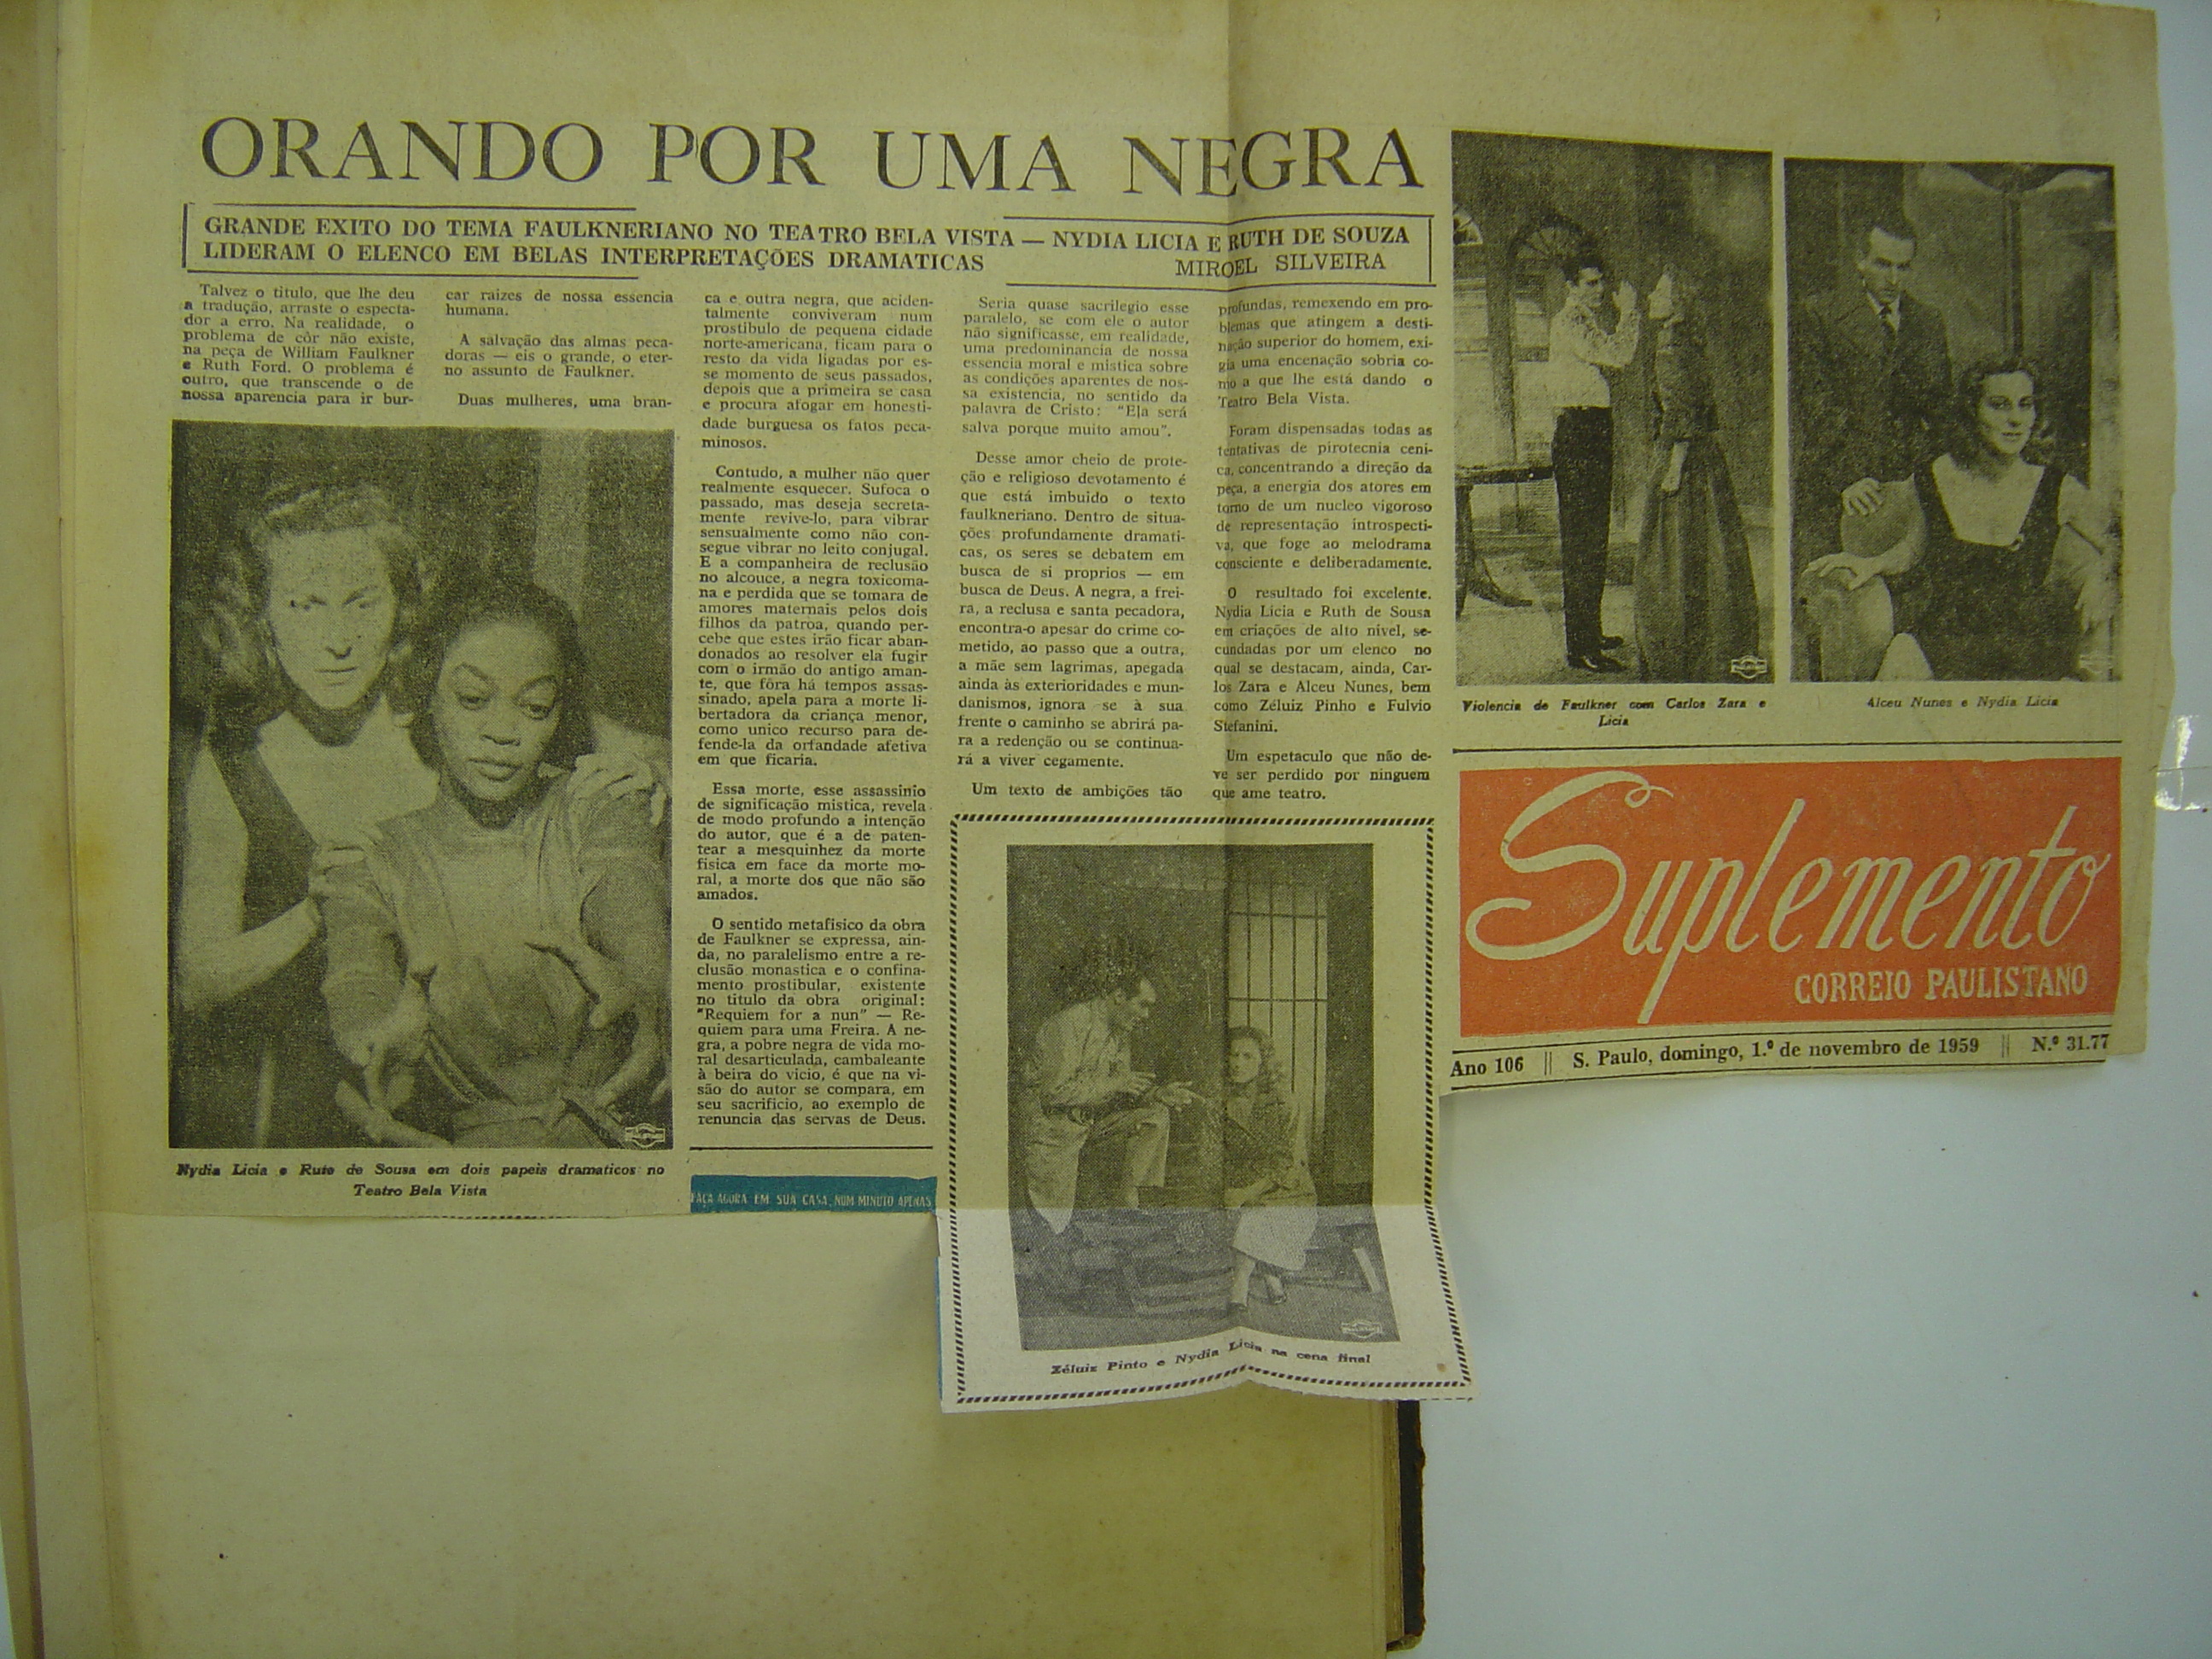 ORANDO POR UMA NEGRA
GRANDE EXITO DO TEMA FAULKNERIANO NO TEATRO BELA VISTA — NYDIA LICIA E RUTH DE SOUZA
LIDERAM O ELENCO EM BELAS INTERPRETAÇÕES DRAMATICAS
MIROEL SILVEIRA
Talvez o titulo, que lhe deu
a tradução, arraste o especta-
dor a erro. Na realidade, o
problema de côr não existe,
na peça de William Faulkner
e Ruth Ford. O problema é
outro, que transcende o de
nossa aparencia para ir bur-
car raizes de nossa essencia
humana.
A salvação das almas peca-
doras — eis o grande, o eter-
no assunto de Faulkner.
Duas mulheres, uma bran-
ca e outra negra, que aciden-
talmente conviveram num
prostibulo de pequena cidade
norte-americana, ficam para o
resto da vida ligadas por es-
se momento de seus passados,
depois que a primeira se casa
e procura afogar em honesti-
dade burguesa os fatos peca-
minosos.
Contudo, a mulher não quer
realmente esquecer. Sufoca o
passado, mas deseja secreta-
mente revive-lo, para vibrar
sensualmente como não con-
segue vibrar no leito conjugal.
E a companheira de reclusão
no alcouce, a negra toxicoma-
na e perdida que se tomara de
amores maternais pelos dois
filhos da patroa, quando per-
cebe que estes irão ficar aban-
donados ao resolver ela fugir
com o irmão do antigo aman-
te, que fôra há tempos assas-
sinado, apela para a morte li-
bertadora da criança menor,
como unico recurso para de-
fende-la da orfandade afetiva
em que ficaria.
Essa morte, esse assassinio
de significação mistica, revela
de modo profundo a intenção
do autor, que é a de paten-
tear a mesquinhez da morte
fisica em face da morte mo-
ral, a morte dos que não são
amados.
O sentido metafisico da obra
de Faulkner se expressa, ain-
da, no paralelismo entre a re-
clusão monastica e o confina-
mento prostibular, existente
no titulo da obra original:
"Requiem for a nun" — Re-
quiem para uma Freira. A ne-
gra, a pobre negra de vida mo-
ral desarticulada, cambaleante
à beira do vicio, é que na vi-
são do autor se compara, em
seu sacrificio, ao exemplo de
renuncia das servas de Deus.
Seria quase sacrilegio esse
paralelo, se com ele o autor
não significasse, em realidade,
uma predominancia de nossa
essencia moral e mistica sobre
as condições aparentes de nos-
sa existencia, no sentido da
palavra de Cristo: "Ela será
salva porque muito amou".
Desse amor cheio de prote-
ção e religioso devotamento é
que está imbuido o texto
faulkneriano. Dentro de situa-
ções profundamente dramati-
cas, os seres se debatem em
busca de si proprios — em
busca de Deus. A negra, a frei-
ra, a reclusa e santa pecadora,
encontra-o apesar do crime co-
metido, ao passo que a outra,
a mãe sem lagrimas, apegada
ainda às exterioridades e mun-
danismos, ignora se à sua
frente o caminho se abrirá pa-
ra a redenção ou se continua-
rá a viver cegamente.
Um texto de ambições tão
profundas, remexendo em pro-
blemas que atingem a desti-
nação superior do homem, exi-
gia uma encenação sobria co-
mo a que lhe está dando o
Teatro Bela Vista.
Foram dispensadas todas as
tentativas de pirotecnia ceni-
ca, concentrando a direção da
peça, a energia dos atores em
torno de um nucleo vigoroso
de representação introspecti-
va, que foge ao melodrama
consciente e deliberadamente.
O resultado foi excelente.
Nydia Licia e Ruth de Sousa
em criações de alto nivel, se-
cundadas por um elenco no
qual se destacam, ainda, Car-
los Zara e Alceu Nunes, bem
como Zéluiz Pinho e Fulvio
Stefanini.
Um espetaculo que não de-
ve ser perdido por ninguem
que ame teatro.
Nydia Licia e Rute de Sousa em dois papeis dramaticos no
Teatro Bela Vista
FAÇA AGORA EM SUA CASA, NUM MINUTO APENAS
Zéluiz Pinto e Nydia Licia na cena final
Violencia de Faulkner com Carlos Zara e
Licia
Alceu Nunes e Nydia Licia
Suplemento
CORREIO PAULISTANO
Ano 106 || S. Paulo, domingo, 1.º de novembro de 1959 || N.º 31.77